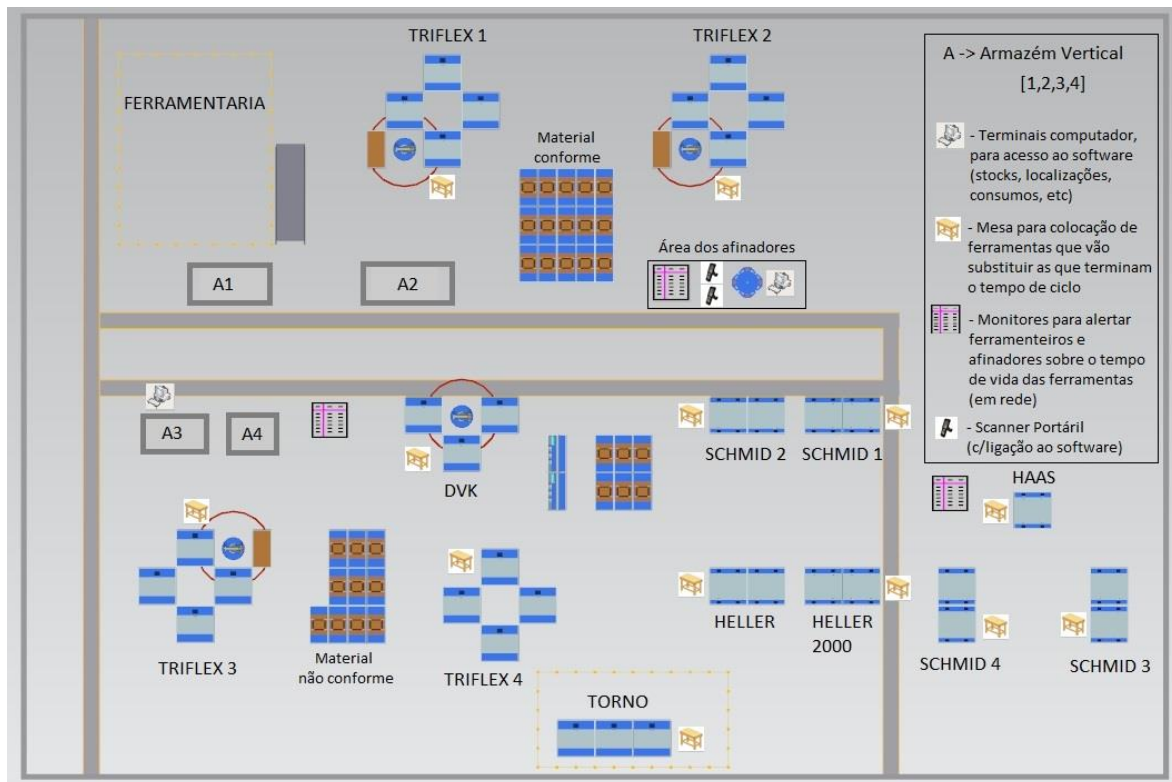 TRIFLEX 1
TRIFLEX 2
FERRAMENTARIA
Material
conforme
Área dos afinadores
A1
A2
A -> Armazém Vertical
[1,2,3,4]
- Terminais computador,
para acesso ao software
(stocks, localizações,
consumos, etc)
- Mesa para colocação de
ferramentas que vão
substituir as que terminam
o tempo de ciclo
- Monitores para alertar
ferramenteiros e
afinadores sobre o tempo
de vida das ferramentas
(em rede)
- Scanner Portáril
(c/ligação ao software)
A3
A4
DVK
SCHMID 2
SCHMID 1
HAAS
TRIFLEX 3
Material
não conforme
TRIFLEX 4
HELLER
HELLER
2000
SCHMID 4
SCHMID 3
TORNO